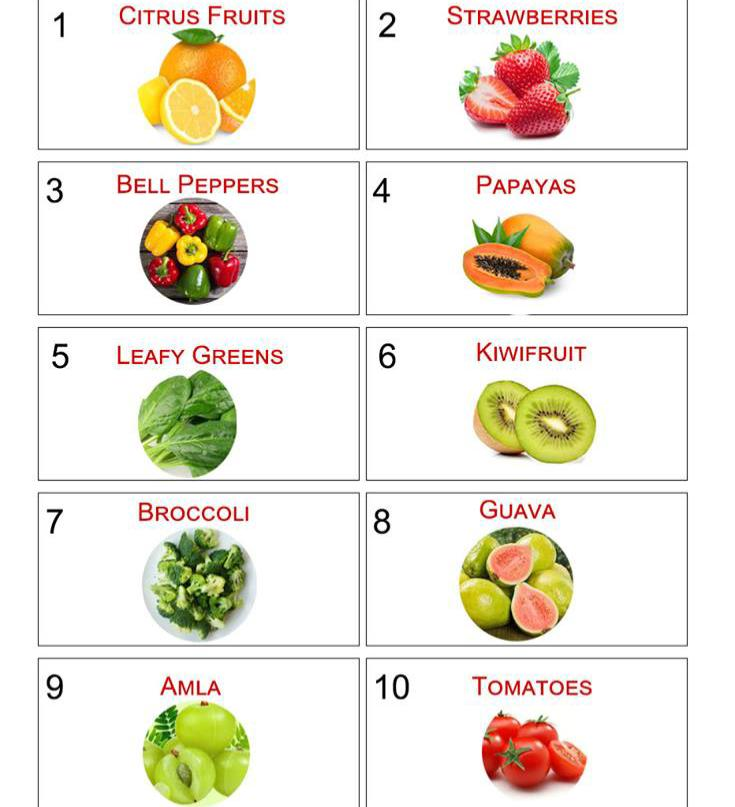 1 CITRUS FRUITS
2 STRAWBERRIES
3 BELL PEPPERS
4 PAPAYAS
5 LEAFY GREENS
6 KIWIFRUIT
7 BROCCOLI
8 GUAVA
9 AMLA
10 TOMATOES